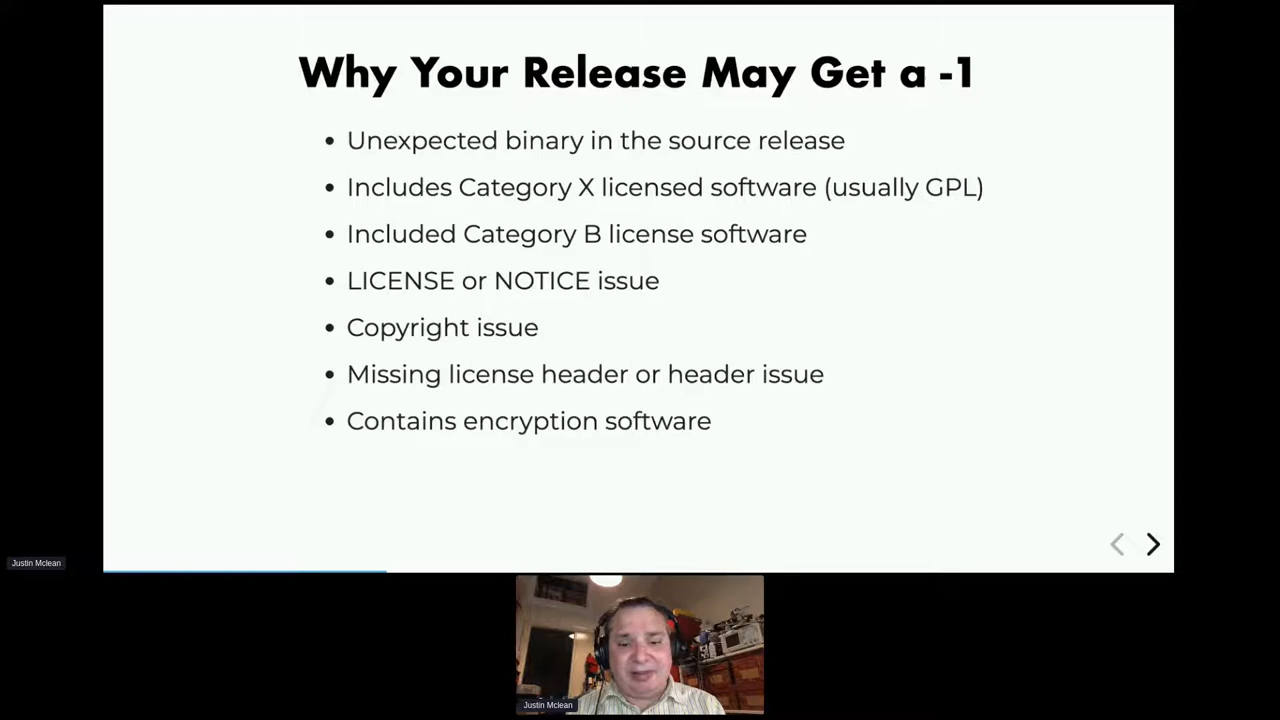 Why Your Release May Get a -1
• Unexpected binary in the source release
• Includes Category X licensed software (usually GPL)
• Included Category B license software
• LICENSE or NOTICE issue
• Copyright issue
• Missing license header or header issue
• Contains encryption software
Justin Mclean
Justin Mclean